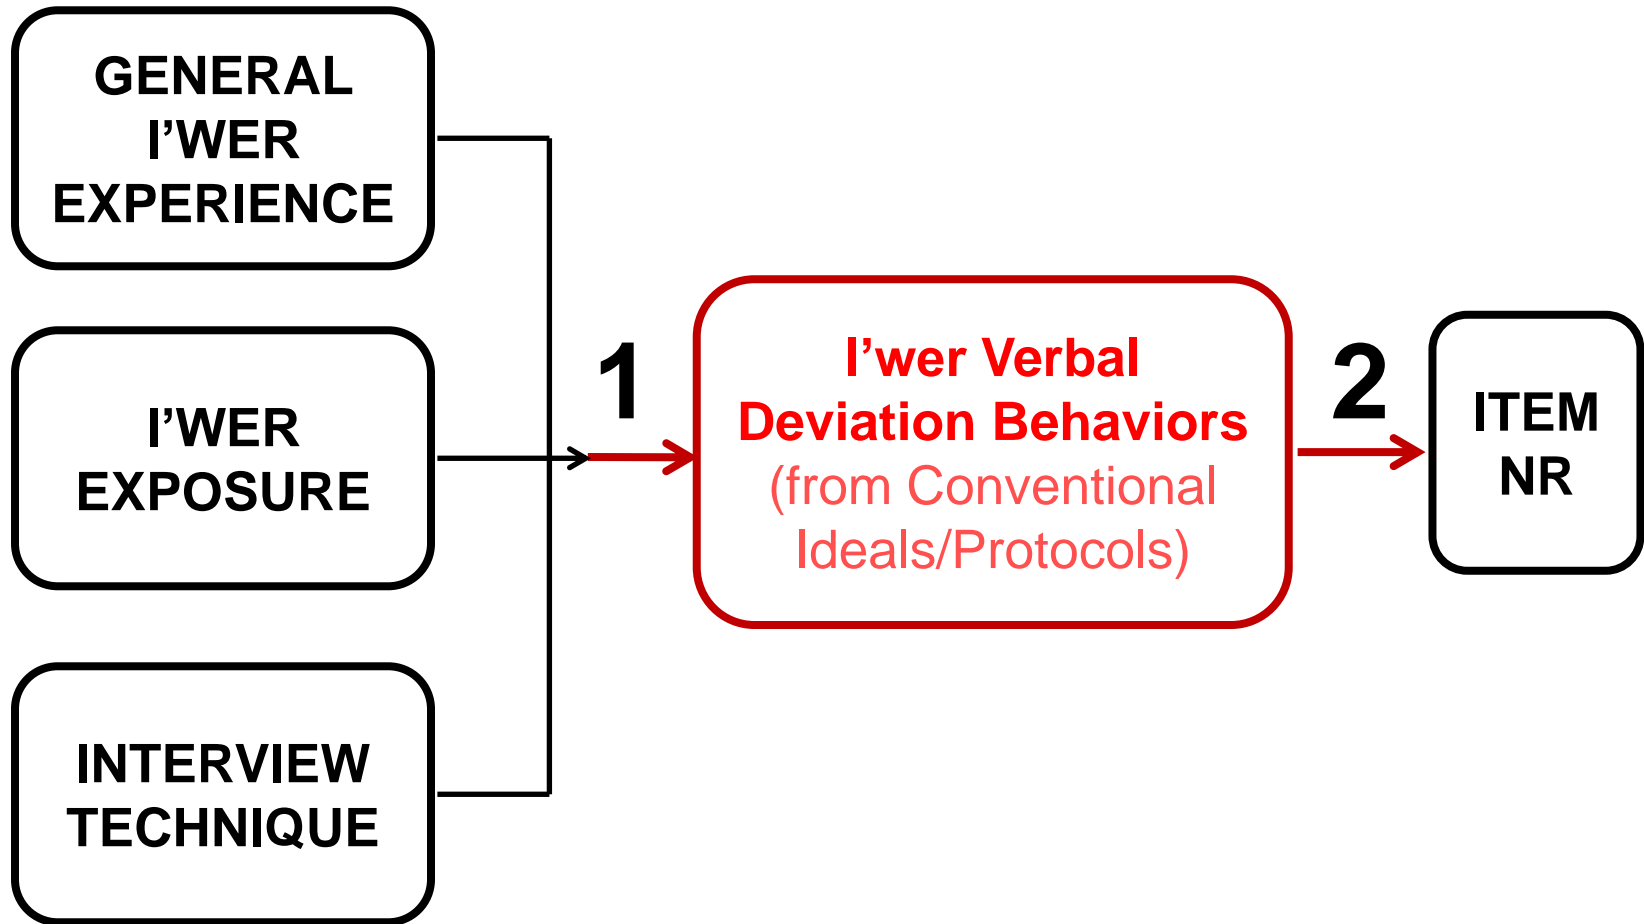 GENERAL
I’WER
EXPERIENCE
I’WER
EXPOSURE
INTERVIEW
TECHNIQUE
1
I’wer Verbal
Deviation Behaviors
(from Conventional
Ideals/Protocols)
2
ITEM
NR